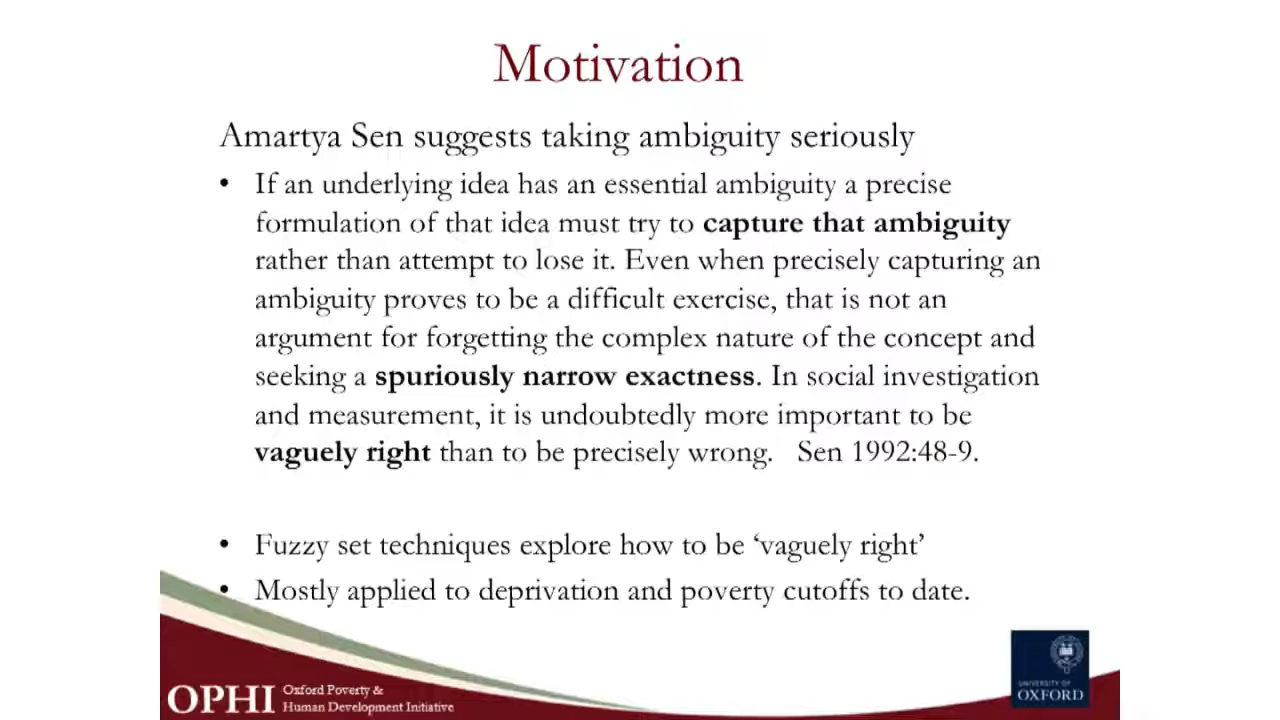 Motivation
Amartya Sen suggests taking ambiguity seriously
• If an underlying idea has an essential ambiguity a precise
formulation of that idea must try to capture that ambiguity
rather than attempt to lose it. Even when precisely capturing an
ambiguity proves to be a difficult exercise, that is not an
argument for forgetting the complex nature of the concept and
seeking a spuriously narrow exactness. In social investigation
and measurement, it is undoubtedly more important to be
vaguely right than to be precisely wrong. Sen 1992:48-9.
• Fuzzy set techniques explore how to be ‘vaguely right’
• Mostly applied to deprivation and poverty cutoffs to date.
OPHI
Oxford Poverty &
Human Development Initiative
UNIVERSITY OF
OXFORD